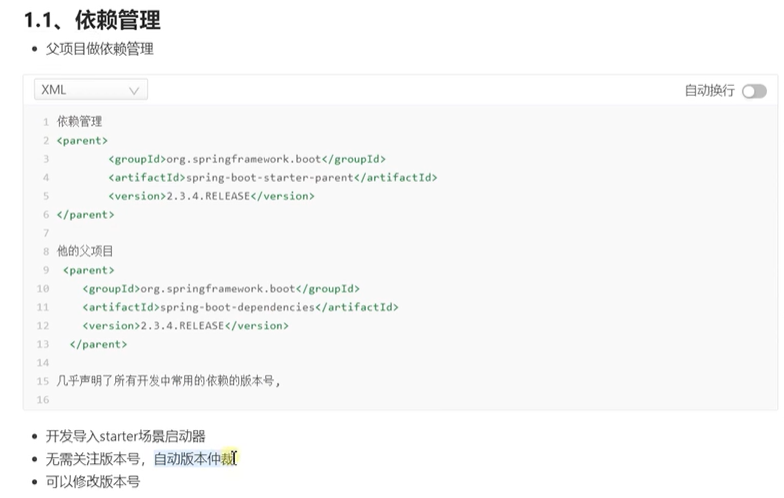 1.1、依赖管理
• 父项目做依赖管理
XML
自动换行
1 依赖管理
2 <parent>
3 <groupId>org.springframework.boot</groupId>
4 <artifactId>spring-boot-starter-parent</artifactId>
5 <version>2.3.4.RELEASE</version>
6 </parent>
7
8 他的父项目
9 <parent>
10 <groupId>org.springframework.boot</groupId>
11 <artifactId>spring-boot-dependencies</artifactId>
12 <version>2.3.4.RELEASE</version>
13 </parent>
14
15 几乎声明了所有开发中常用的依赖的版本号,
16
• 开发导入starter场景启动器
• 无需关注版本号，自动版本仲裁
• 可以修改版本号